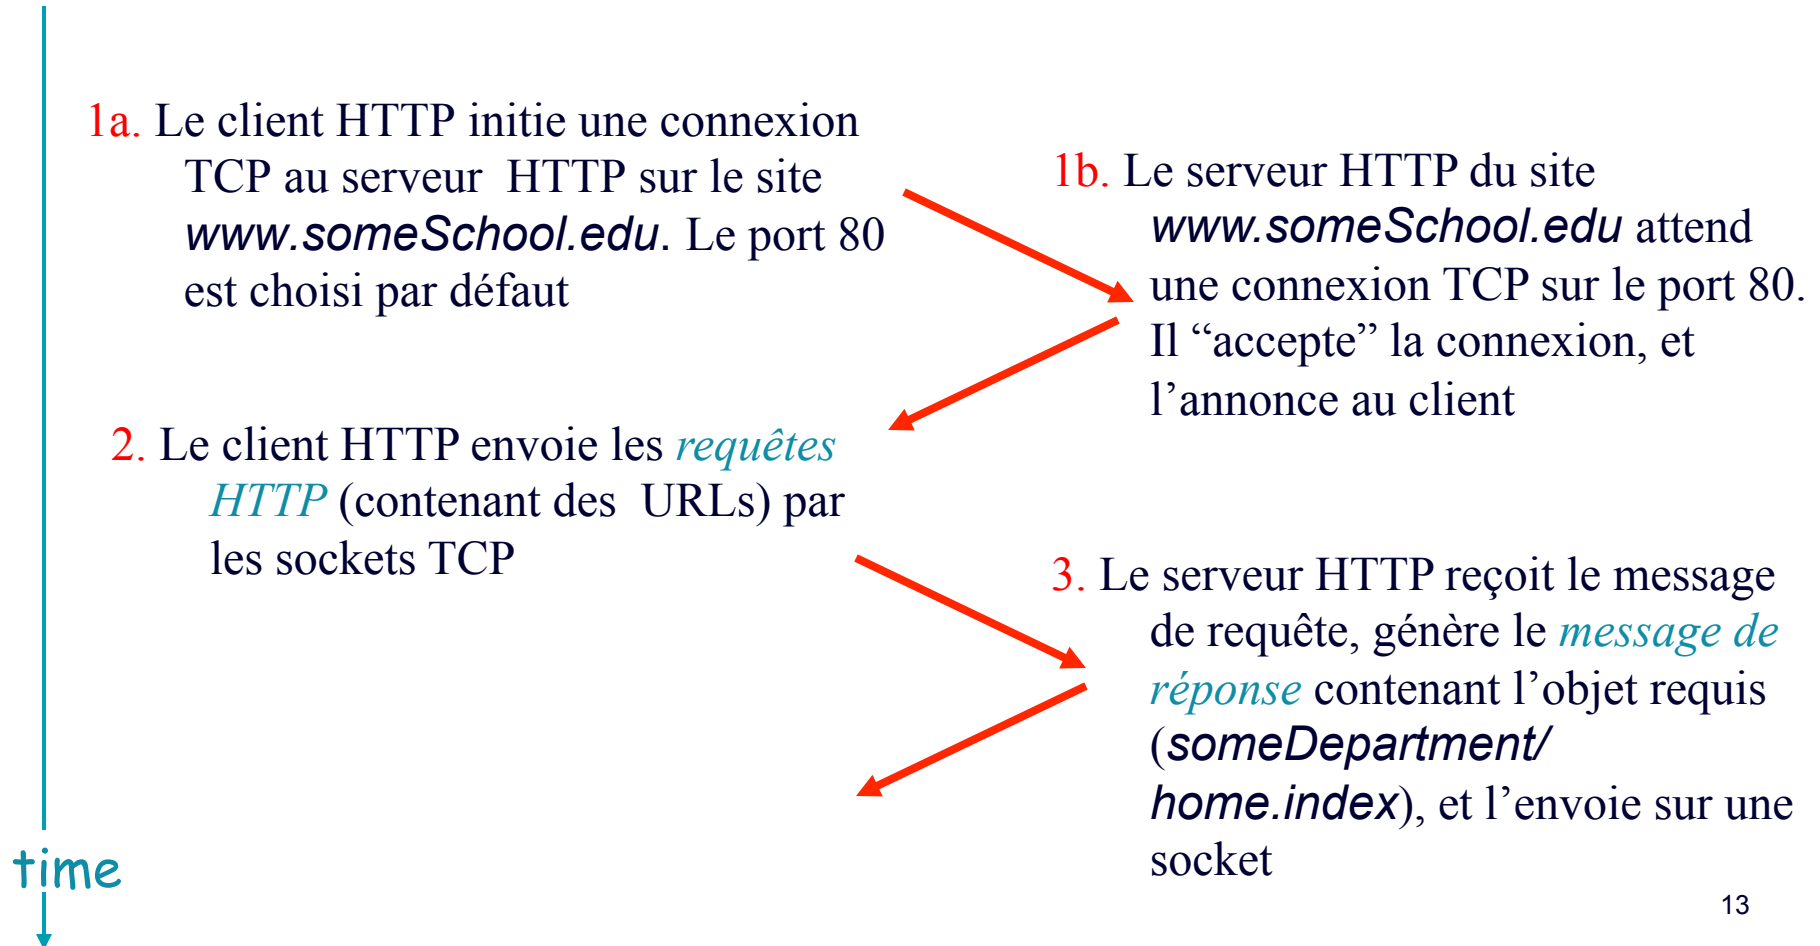 1a. Le client HTTP initie une connexion
TCP au serveur HTTP sur le site
www.someSchool.edu. Le port 80
est choisi par défaut
1b. Le serveur HTTP du site
www.someSchool.edu attend
une connexion TCP sur le port 80.
Il “accepte” la connexion, et
l’annonce au client
2. Le client HTTP envoie les requêtes
HTTP (contenant des URLs) par
les sockets TCP
3. Le serveur HTTP reçoit le message
de requête, génère le message de
réponse contenant l’objet requis
(someDepartment/
home.index), et l’envoie sur une
socket
time
13